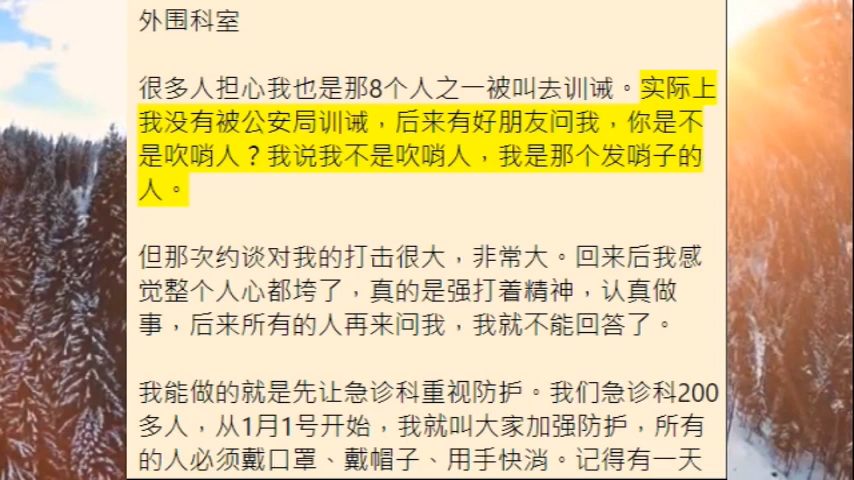 外围科室
很多人担心我也是那8个人之一被叫去训诫。实际上
我没有被公安局训诫，后来有好朋友问我，你是不
是吹哨人？我说我不是吹哨人，我是那个发哨子的
人。
但那次约谈对我的打击很大，非常大。回来后我感
觉整个人心都垮了，真的是强打着精神，认真做
事，后来所有的人再来问我，我就不能回答了。
我能做的就是先让急诊科重视防护。我们急诊科200
多人，从1月1号开始，我就叫大家加强防护，所有
的人必须戴口罩、戴帽子、用手快消。记得有一天